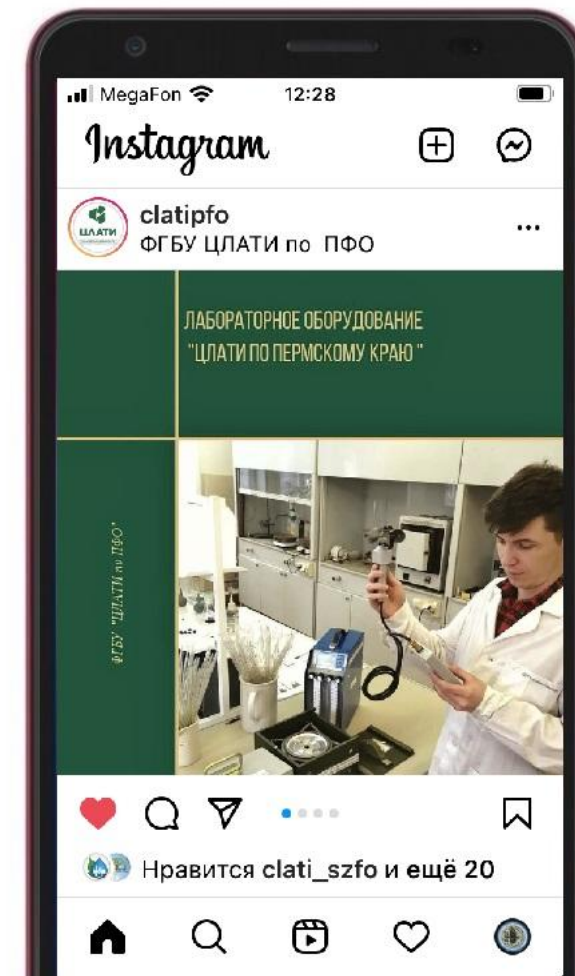 MegaFon 12:28
Instagram
ЦЛАТИ
clatipfo
ФГБУ ЦЛАТИ по ПФО
ЛАБОРАТОРНОЕ ОБОРУДОВАНИЕ
"ЦЛАТИ ПО ПЕРМСКОМУ КРАЮ "
ФГБУ "ЦЛАТИ по ПФО"
Нравится clati_szfo и ещё 20